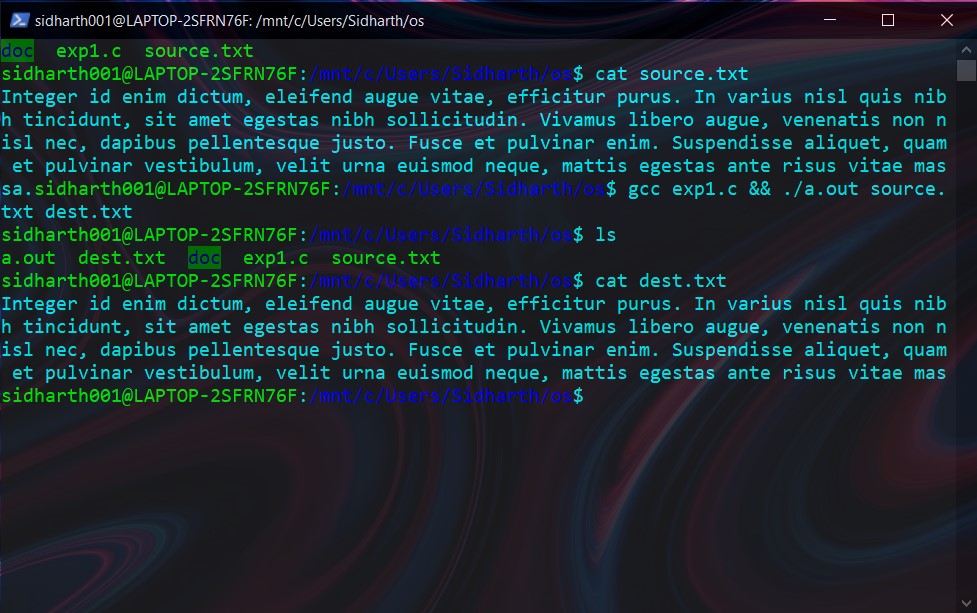 sidharth001@LAPTOP-2SFRN76F: /mnt/c/Users/Sidharth/os
doc  exp1.c  source.txt
sidharth001@LAPTOP-2SFRN76F:/mnt/c/Users/Sidharth/os$ cat source.txt
Integer id enim dictum, eleifend augue vitae, efficitur purus. In varius nisl quis nib
h tincidunt, sit amet egestas nibh sollicitudin. Vivamus libero augue, venenatis non n
isl nec, dapibus pellentesque justo. Fusce et pulvinar enim. Suspendisse aliquet, quam
 et pulvinar vestibulum, velit urna euismod neque, mattis egestas ante risus vitae mas
sa.sidharth001@LAPTOP-2SFRN76F:/mnt/c/Users/Sidharth/os$ gcc exp1.c && ./a.out source.
txt dest.txt
sidharth001@LAPTOP-2SFRN76F:/mnt/c/Users/Sidharth/os$ ls
a.out  dest.txt  doc  exp1.c  source.txt
sidharth001@LAPTOP-2SFRN76F:/mnt/c/Users/Sidharth/os$ cat dest.txt
Integer id enim dictum, eleifend augue vitae, efficitur purus. In varius nisl quis nib
h tincidunt, sit amet egestas nibh sollicitudin. Vivamus libero augue, venenatis non n
isl nec, dapibus pellentesque justo. Fusce et pulvinar enim. Suspendisse aliquet, quam
 et pulvinar vestibulum, velit urna euismod neque, mattis egestas ante risus vitae mas
sidharth001@LAPTOP-2SFRN76F:/mnt/c/Users/Sidharth/os$